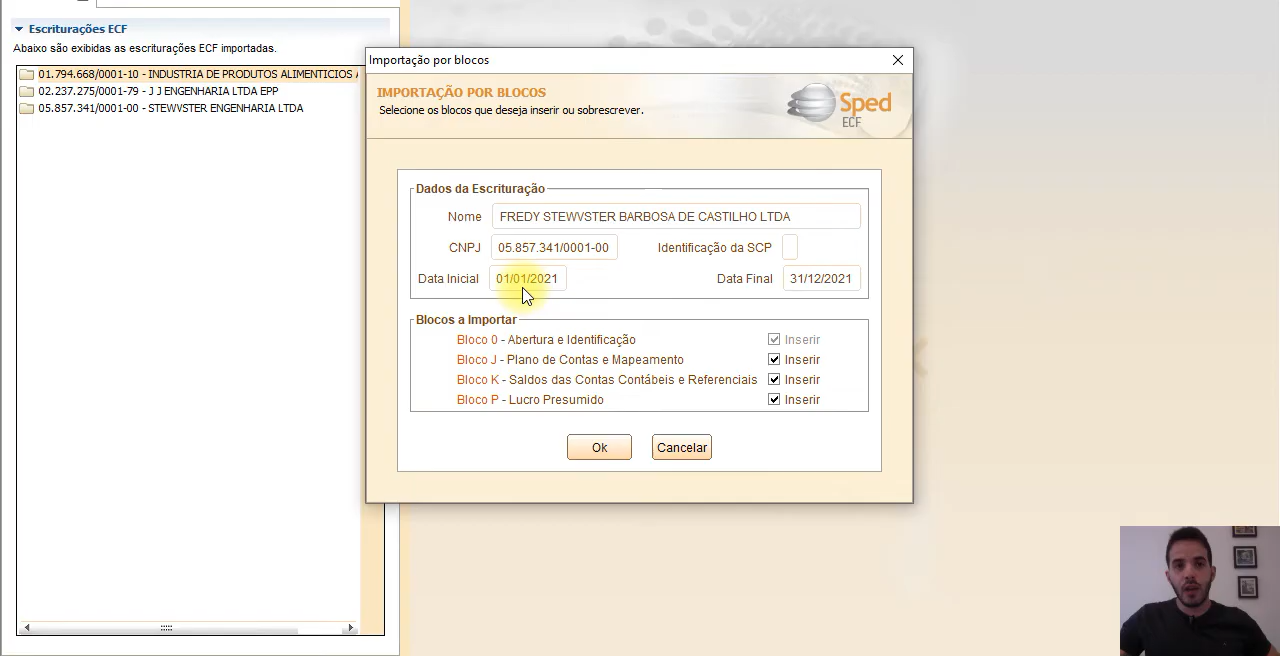 Escriturações ECF
Abaixo são exibidas as escriturações ECF importadas.
01.794.668/0001-10 - INDUSTRIA DE PRODUTOS ALIMENTICIOS
02.237.275/0001-79 - J J ENGENHARIA LTDA EPP
05.857.341/0001-00 - STEWVSTER ENGENHARIA LTDA
Importação por blocos
IMPORTAÇÃO POR BLOCOS
Selecione os blocos que deseja inserir ou sobrescrever.
Sped
ECF
Dados da Escrituração
Nome FREDY STEWVSTER BARBOSA DE CASTILHO LTDA
CNPJ 05.857.341/0001-00 Identificação da SCP
Data Inicial 01/01/2021 Data Final 31/12/2021
Blocos a Importar
Bloco 0 - Abertura e Identificação Inserir
Bloco J - Plano de Contas e Mapeamento Inserir
Bloco K - Saldos das Contas Contábeis e Referenciais Inserir
Bloco P - Lucro Presumido Inserir
Ok Cancelar